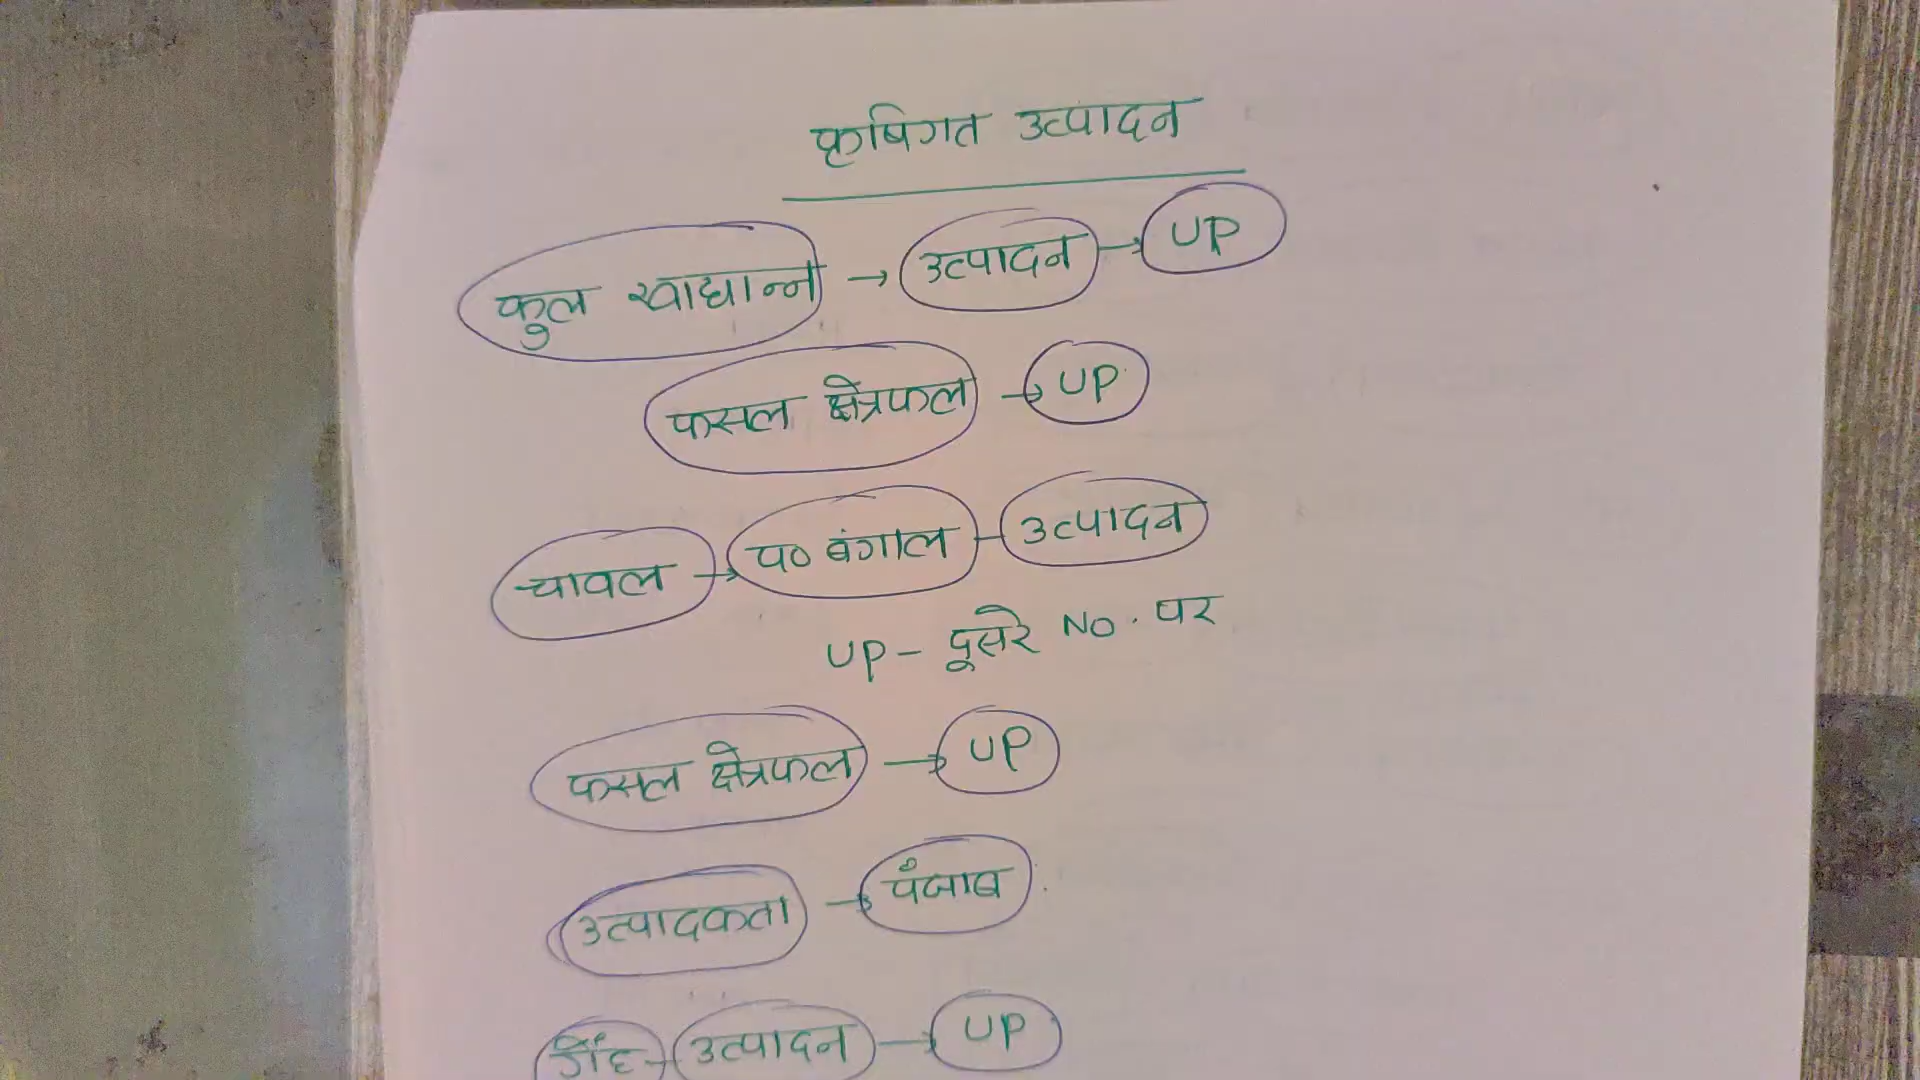 कृषिगत उत्पादन
कुल खाद्यान्न → उत्पादन → UP
फसल क्षेत्रफल → UP
चावल → प० बंगाल - उत्पादन
UP - दूसरे No. पर
फसल क्षेत्रफल → UP
उत्पादकता → पँजाब
- उत्पादन → UP